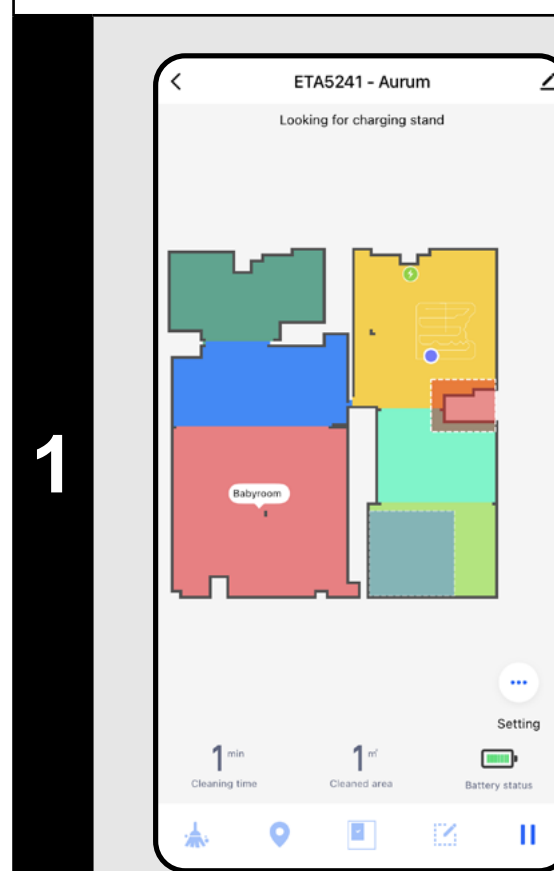 1
ETA5241 - Aurum
Looking for charging stand
Babyroom
Setting
1 min
Cleaning time
1 ㎡
Cleaned area
Battery status